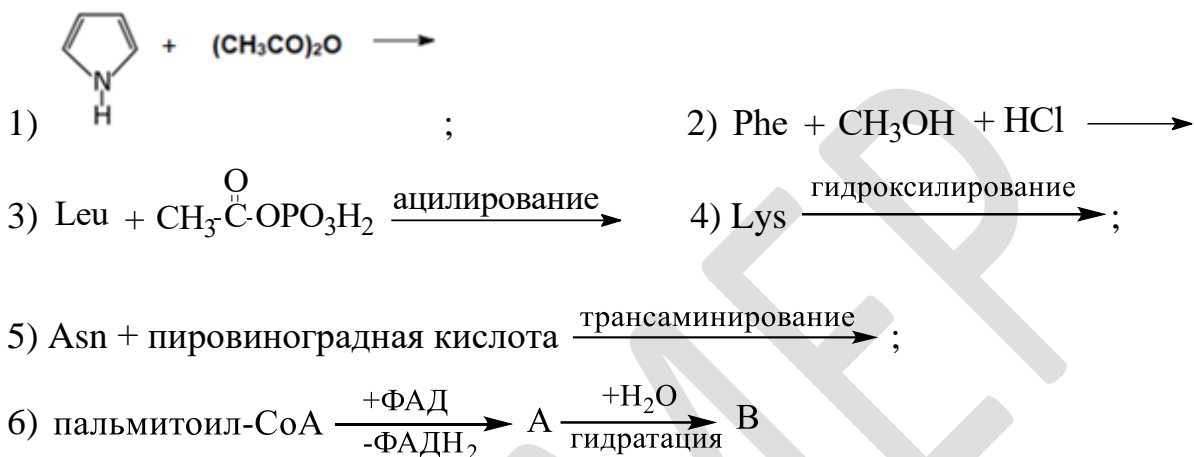 N
H
+ (CH₃CO)₂O
1) ;
2) Phe + CH₃OH + HCl
3) Leu + CH₃-C-OPO₃H₂ ацилирование
O
4) Lys гидроксилирование ;
5) Asn + пировиноградная кислота трансаминирование ;
6) пальмитоил-CoA +ФАД -ФАДН₂ A +H₂O гидратация B
МЕР